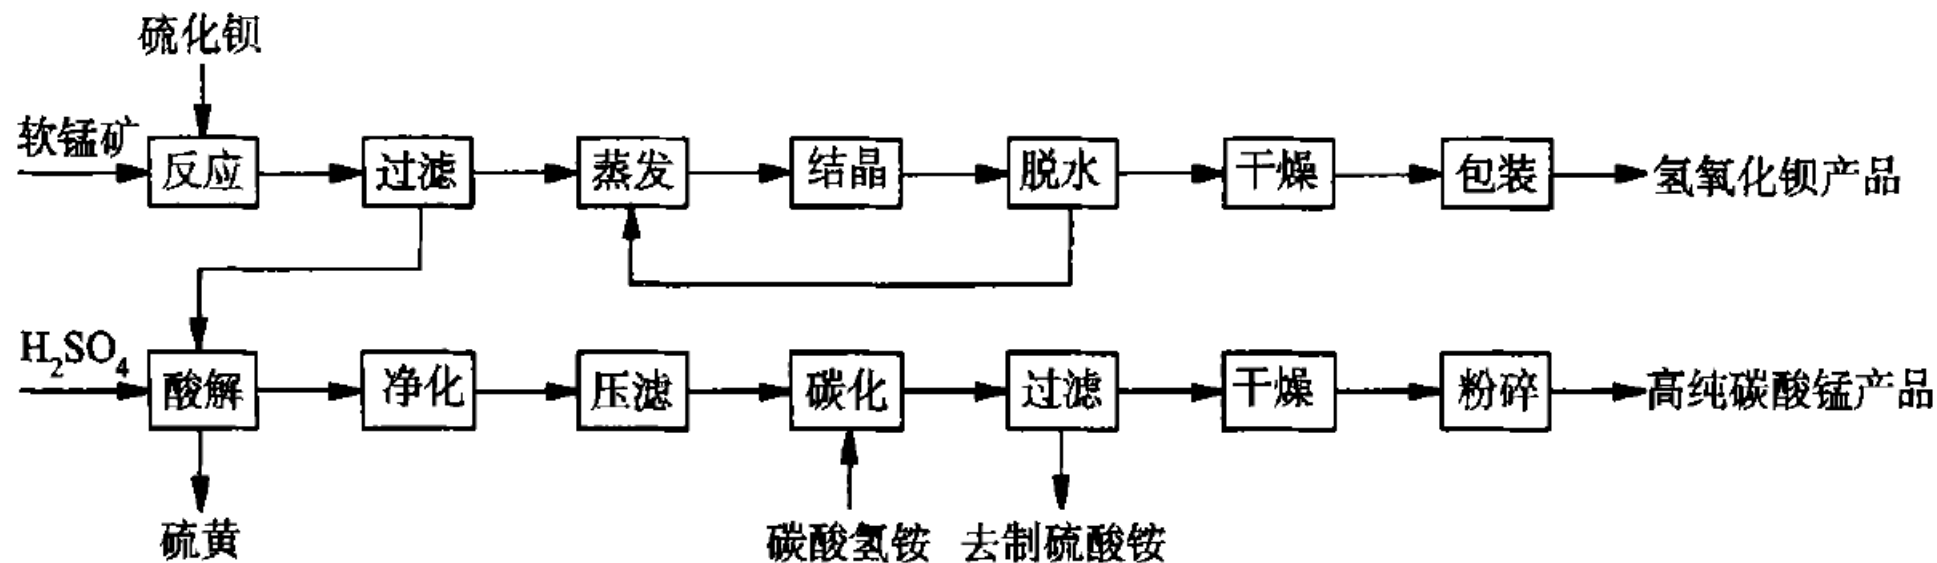 硫化钡
软锰矿
反应
过滤
蒸发
结晶
脱水
干燥
包装
氢氧化钡产品
H₂SO₄
酸解
净化
压滤
碳化
过滤
干燥
粉碎
高纯碳酸锰产品
硫黄
碳酸氢铵
去制硫酸铵